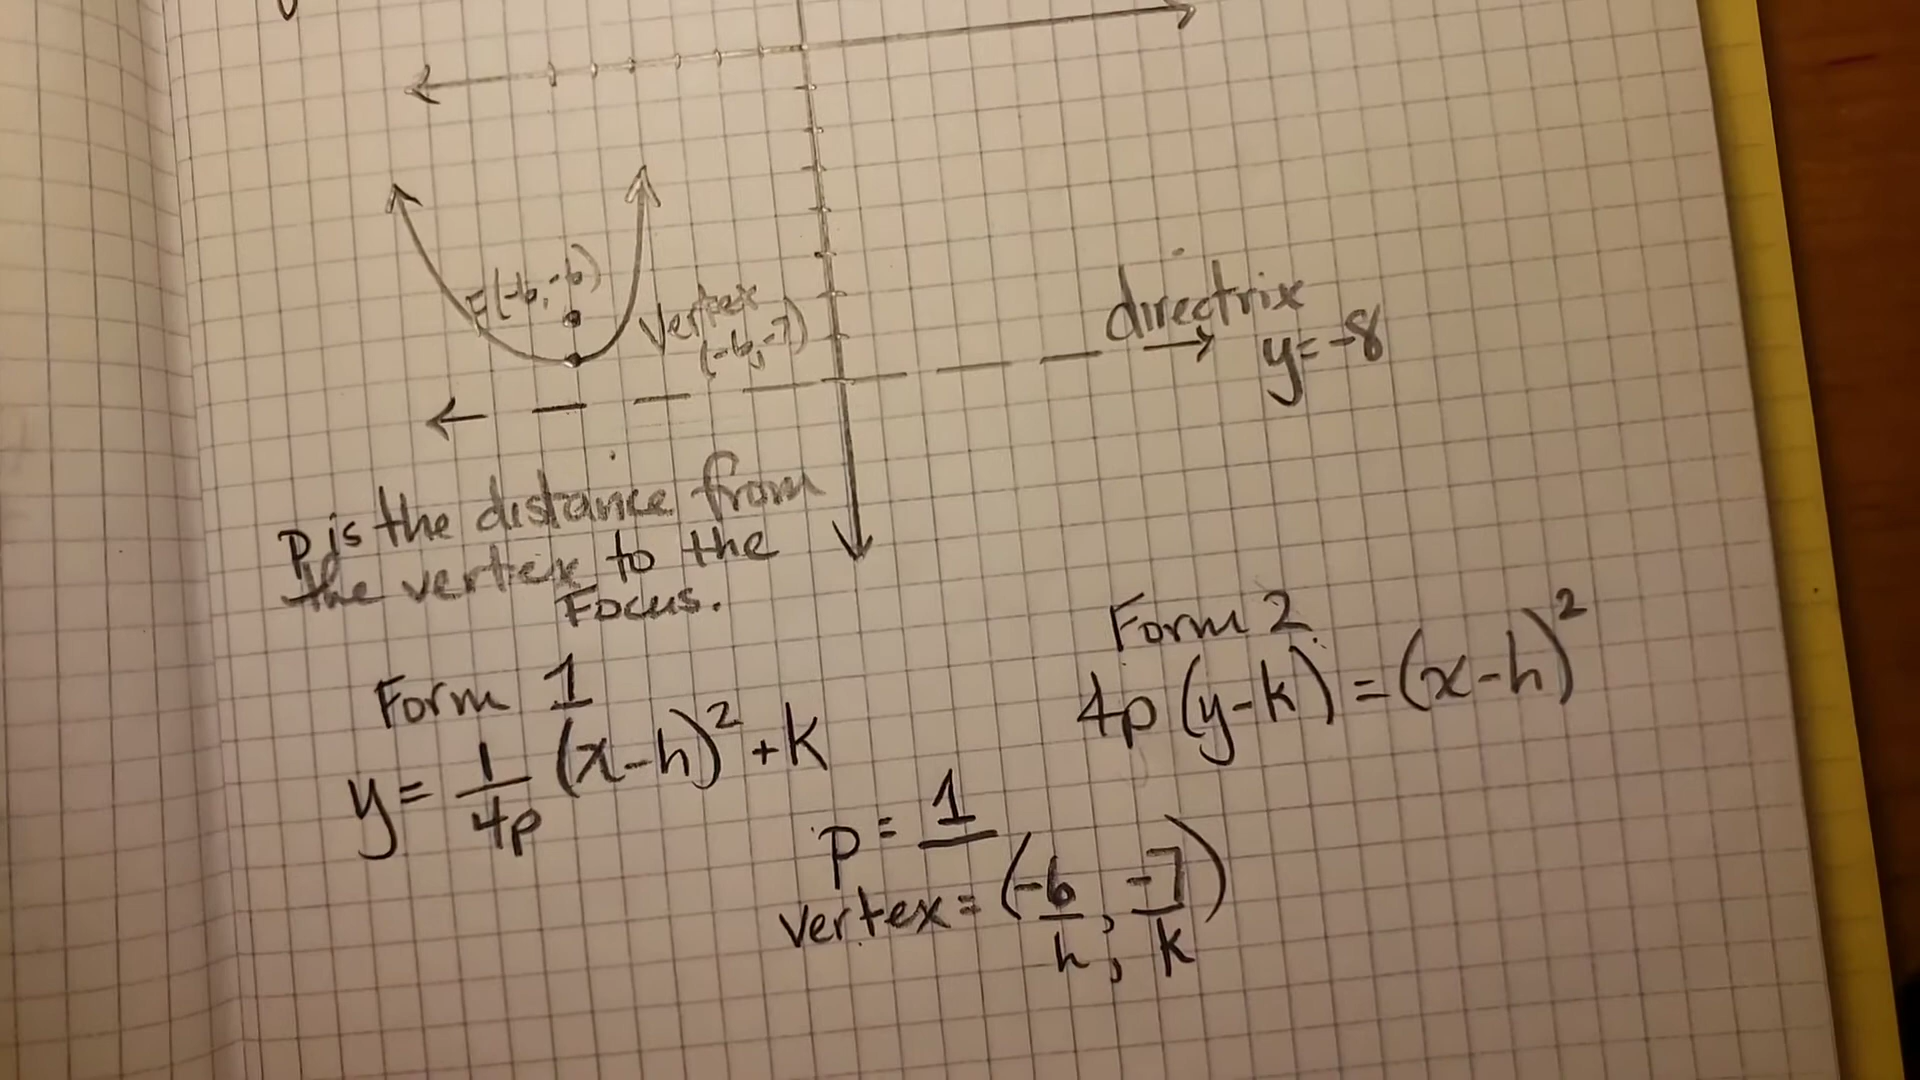 F(-6,-6)
Vertex
(-6,-7)
directrix
y=-8
P is the distance from
the vertex to the
Focus.
Form 1
y = 1/4p (x-h)² + k
Form 2
4p (y-k) = (x-h)²
p = 1
vertex = (-6, -7)
h, k